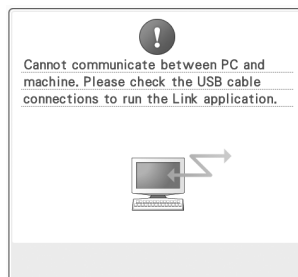 Cannot communicate between PC and
machine. Please check the USB cable
connections to run the Link application.